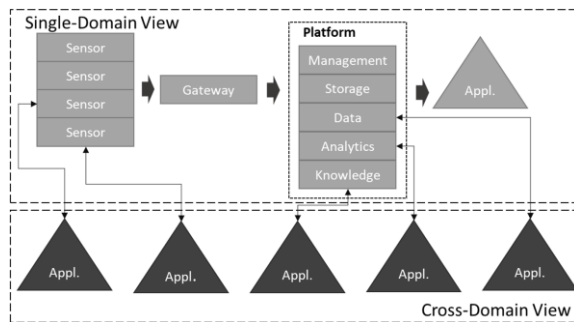 Single-Domain View
Sensor
Sensor
Sensor
Sensor
Gateway
Platform
Management
Storage
Data
Analytics
Knowledge
Appl.
Appl.
Appl.
Appl.
Appl.
Appl.
Cross-Domain View